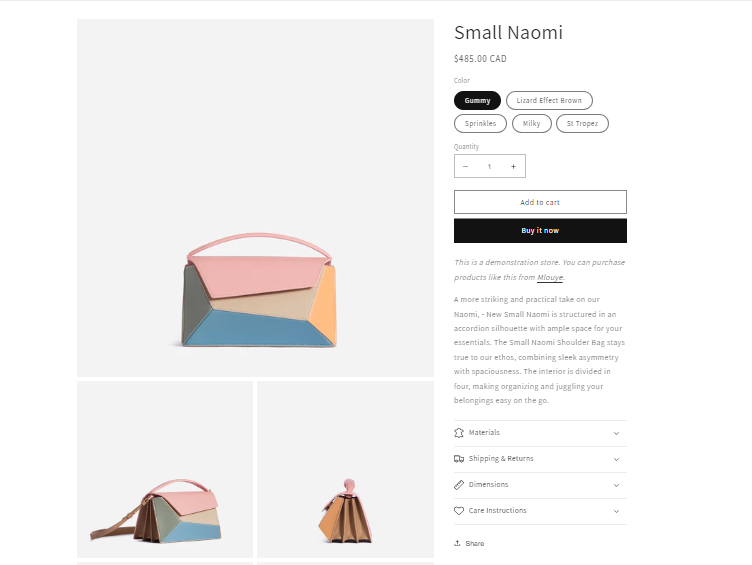 Small Naomi
$485.00 CAD
Color
Gummy
Lizard Effect Brown
Sprinkles
Milky
St Tropez
Quantity
− 1 +
Add to cart
Buy it now
This is a demonstration store. You can purchase
products like this from Mlouye.
A more striking and practical take on our
Naomi, - New Small Naomi is structured in an
accordion silhouette with ample space for your
essentials. The Small Naomi Shoulder Bag stays
true to our ethos, combining sleek asymmetry
with spaciousness. The interior is divided in
four, making organizing and juggling your
belongings easy on the go.
Materials
Shipping & Returns
Dimensions
Care Instructions
Share